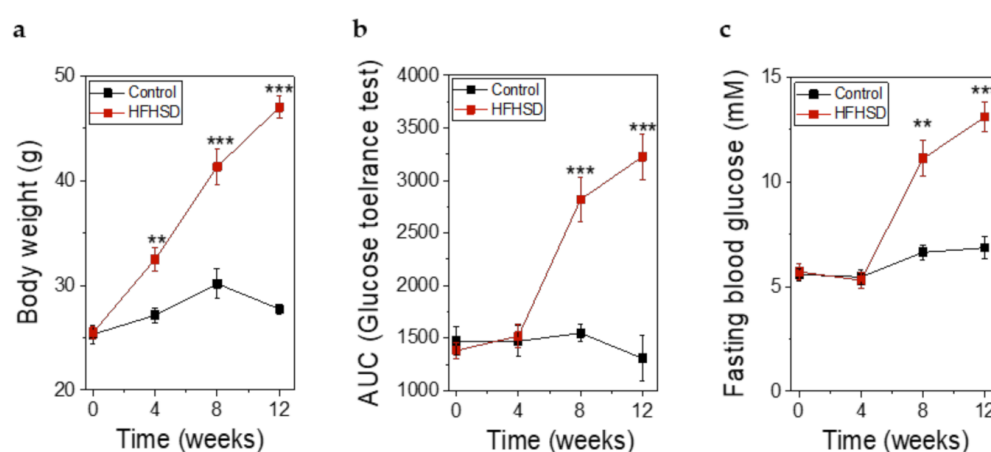 a
Body weight (g)
50
40
30
20
Control
HFHSD
**
***
***
0 4 8 12
Time (weeks)
b
AUC (Glucose toelrance test)
4000
3500
3000
2500
2000
1500
1000
Control
HFHSD
***
***
0 4 8 12
Time (weeks)
c
Fasting blood glucose (mM)
15
10
5
0
Control
HFHSD
**
**
0 4 8 12
Time (weeks)